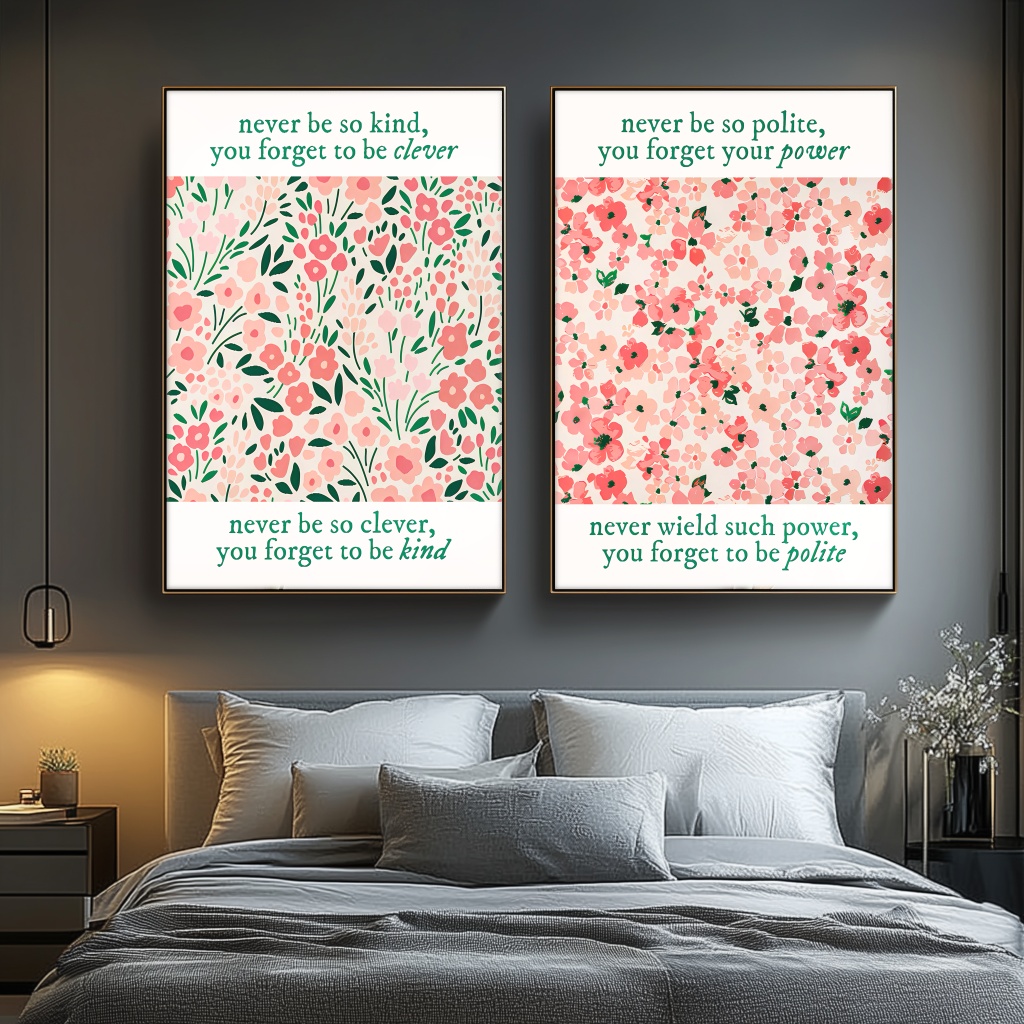 never be so kind,
you forget to be clever
never be so clever,
you forget to be kind
never be so polite,
you forget your power
never wield such power,
you forget to be polite